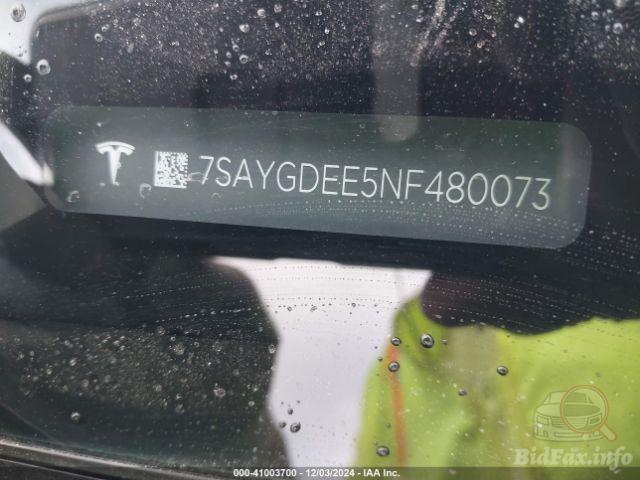 7SAYGDEE5NF480073
BidFax.info
000-41003700 - 12/03/2024 - IAA Inc.